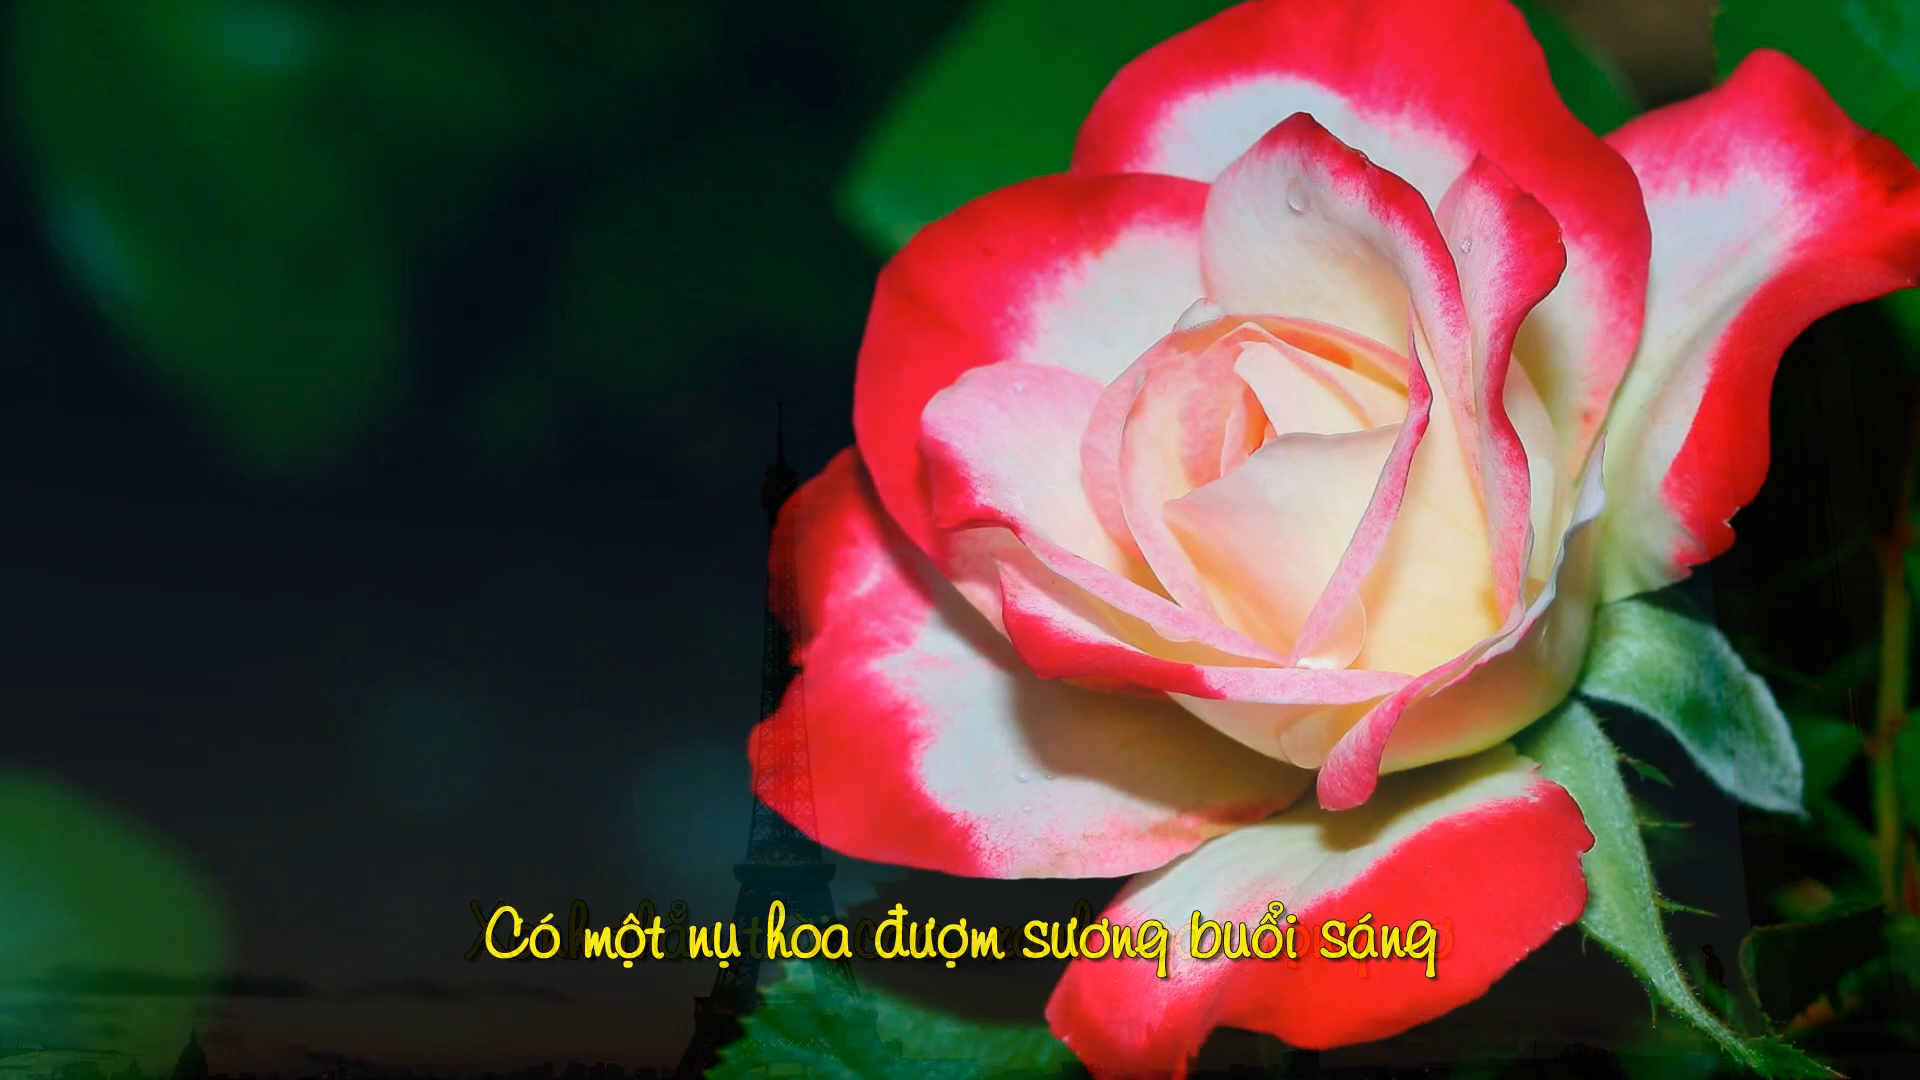 Có một nụ hoa đượm sương buổi sáng